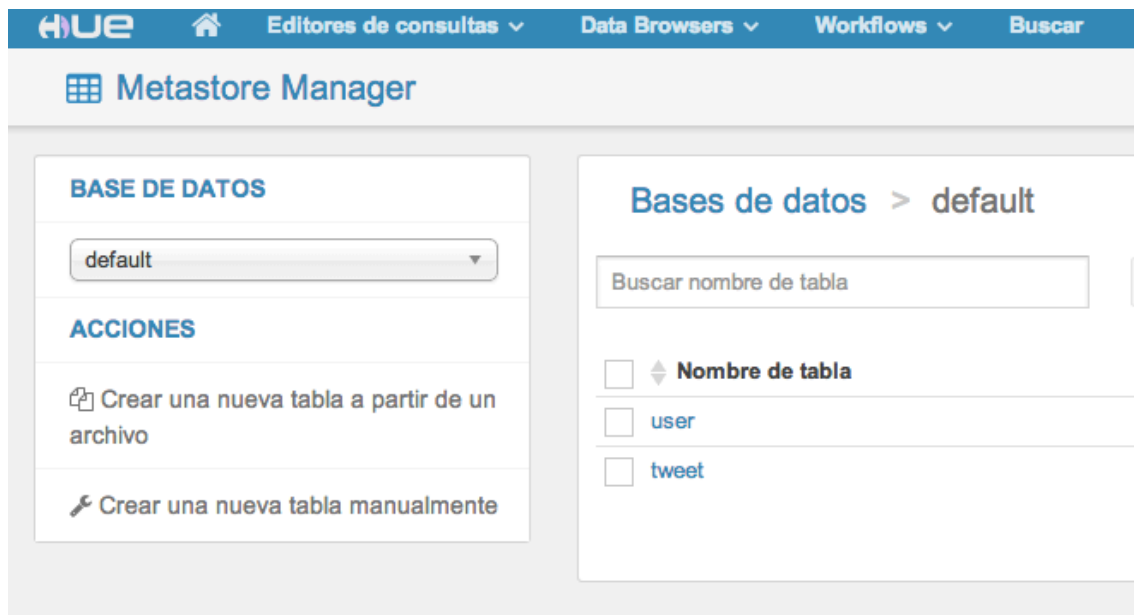 HUE Editores de consultas Data Browsers Workflows Buscar
Metastore Manager
BASE DE DATOS
default
ACCIONES
Crear una nueva tabla a partir de un
archivo
Crear una nueva tabla manualmente
Bases de datos > default
Buscar nombre de tabla
Nombre de tabla
user
tweet